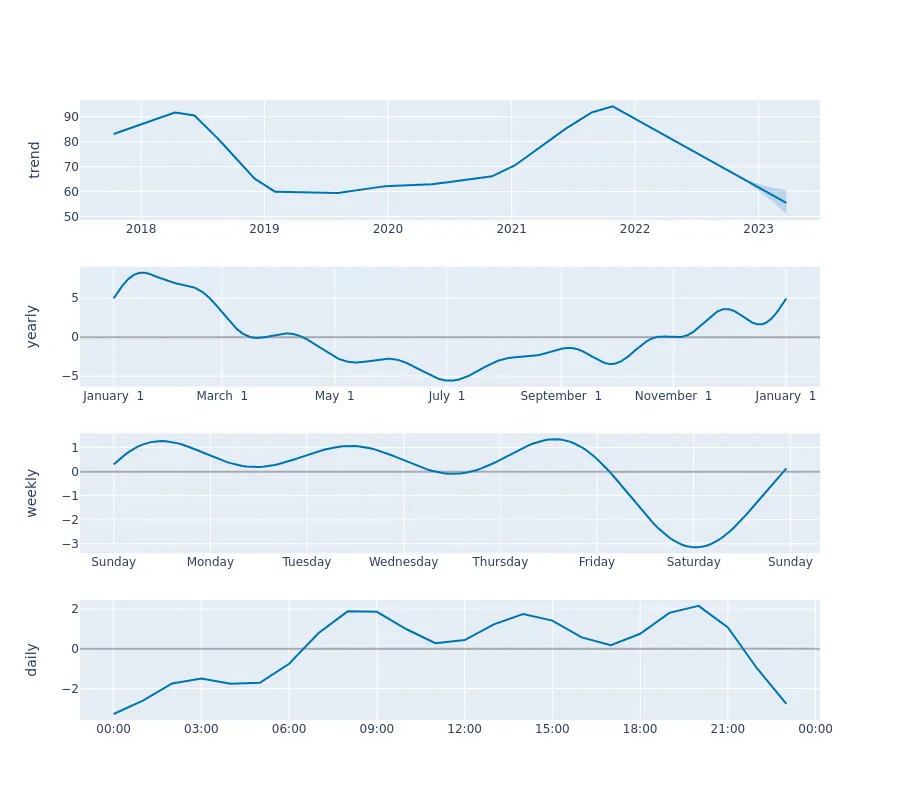 trend
90
80
70
60
50
2018 2019 2020 2021 2022 2023
yearly
5
0
−5
January 1 March 1 May 1 July 1 September 1 November 1 January 1
weekly
1
0
−1
−2
−3
Sunday Monday Tuesday Wednesday Thursday Friday Saturday Sunday
daily
2
0
−2
00:00 03:00 06:00 09:00 12:00 15:00 18:00 21:00 00:00